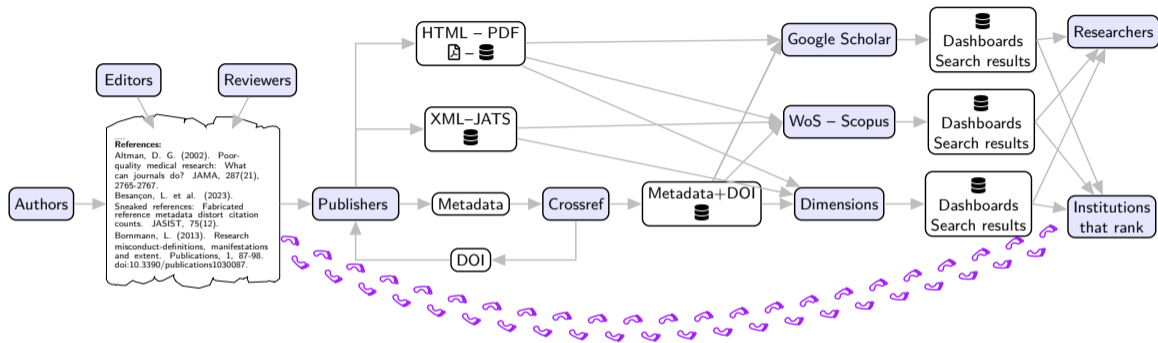 Editors
Reviewers
Authors
....
References:
Altman, D. G. (2002). Poor-
quality medical research: What
can journals do? JAMA, 287(21),
2765-2767.
Besançon, L. et al. (2023).
Sneaked references: Fabricated
reference metadata distort citation
counts. JASIST, 75(12).
Bornmann, L. (2013). Research
misconduct-definitions, manifestations
and extent. Publications, 1, 87-98.
doi:10.3390/publications1030087.
Publishers
HTML – PDF
–
XML–JATS
Metadata
DOI
Crossref
Metadata+DOI
Google Scholar
WoS – Scopus
Dimensions
Dashboards
Search results
Dashboards
Search results
Dashboards
Search results
Researchers
Institutions
that rank